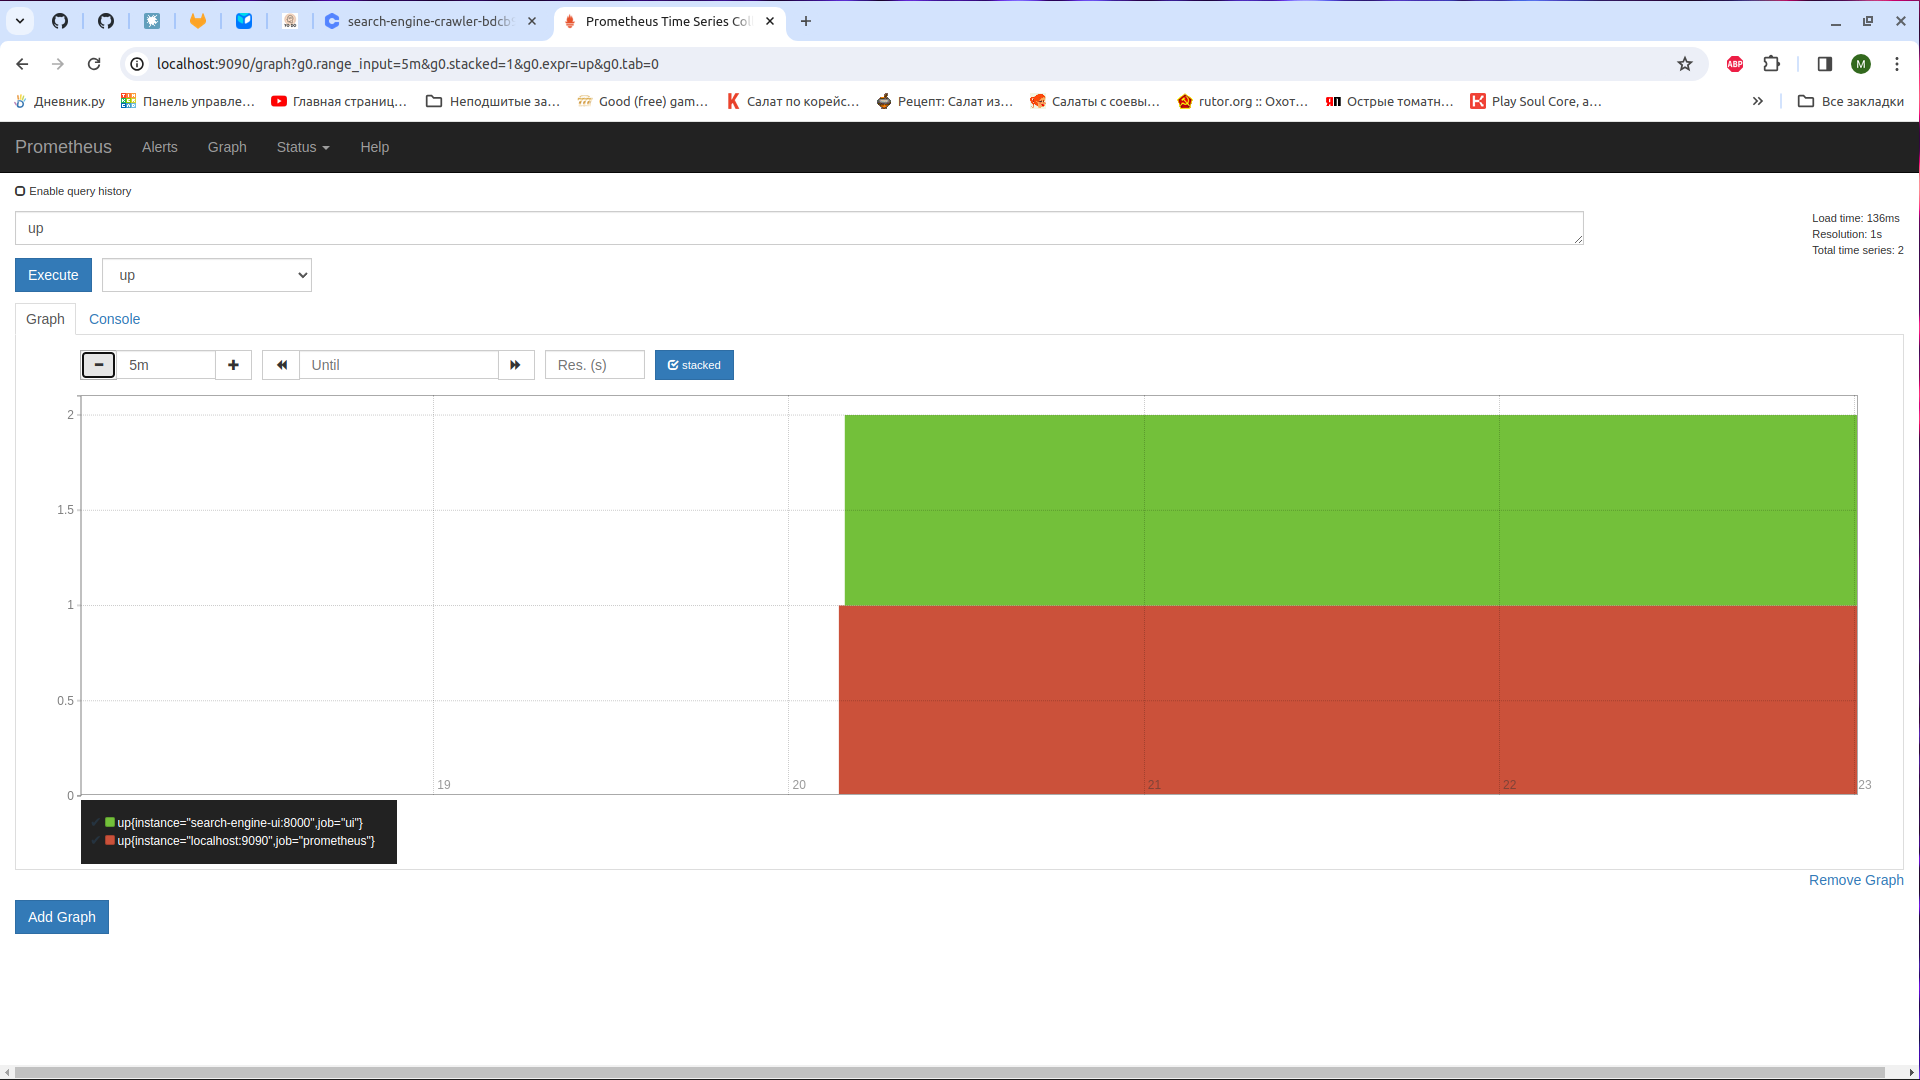 search-engine-crawler-bdcb
Prometheus Time Series Col
localhost:9090/graph?g0.range_input=5m&g0.stacked=1&g0.expr=up&g0.tab=0
ABP
M
Дневник.ру
Панель управле…
Главная страниц…
Неподшитые за…
Good (free) gam…
Салат по корейс…
Рецепт: Салат из…
Салаты с соевы…
rutor.org :: Охот…
ЯП Острые томатн…
Play Soul Core, a…
Все закладки
Prometheus
Alerts
Graph
Status
Help
Enable query history
up
Load time: 136ms
Resolution: 1s
Total time series: 2
Execute
up
Graph
Console
5m
Until
Res. (s)
stacked
2
1.5
1
0.5
0
19
20
21
22
23
up{instance="search-engine-ui:8000",job="ui"}
up{instance="localhost:9090",job="prometheus"}
Remove Graph
Add Graph